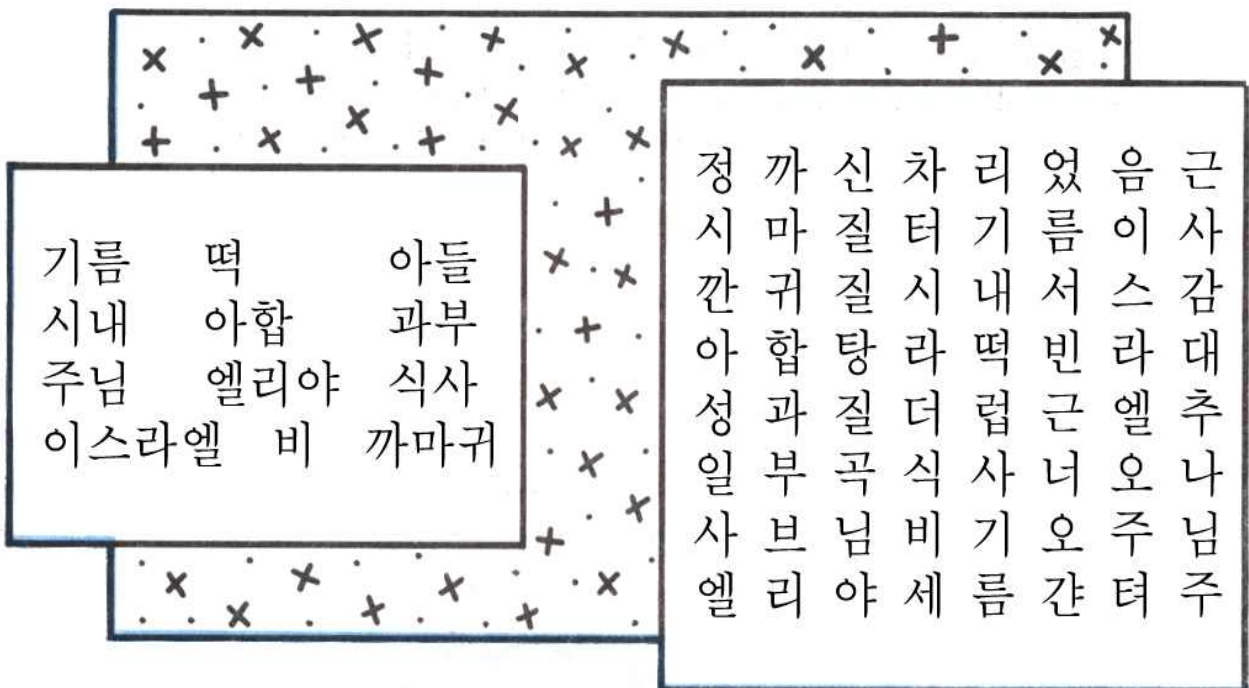 기름 떡 아들
시내 아합 과부
주님 엘리야 식사
이스라엘 비 까마귀
정 까 신 차 리 었 음 근
시 마 질 터 기 름 이 사
깐 귀 질 시 내 서 스 감
아 합 탕 라 떡 빈 라 대
성 과 질 더 럽 근 엘 추
일 부 곡 식 사 너 오 나
사 브 님 비 기 오 주 님
엘 리 야 세 름 갼 텨 주